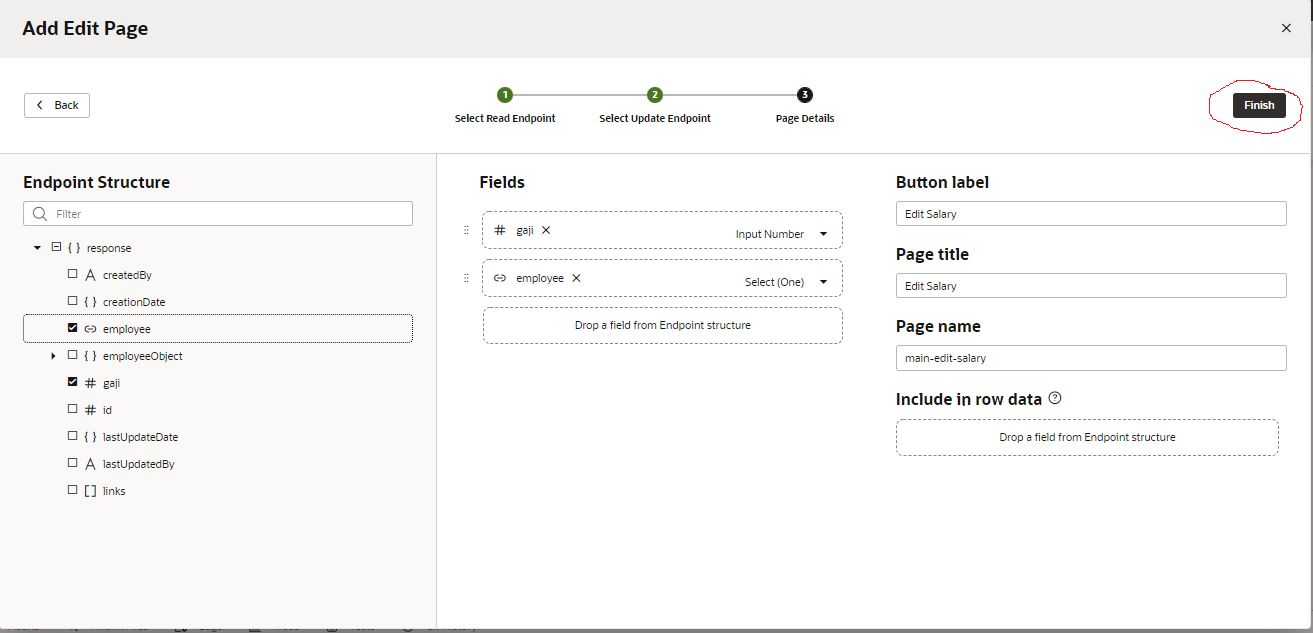 Add Edit Page
Back
1
2
3
Select Read Endpoint
Select Update Endpoint
Page Details
Finish
Endpoint Structure
Filter
{ } response
A createdBy
{ } creationDate
employee
{ } employeeObject
# gaji
# id
{ } lastUpdateDate
A lastUpdatedBy
[ ] links
Fields
# gaji
Input Number
employee
Select (One)
Drop a field from Endpoint structure
Button label
Edit Salary
Page title
Edit Salary
Page name
main-edit-salary
Include in row data ?
Drop a field from Endpoint structure